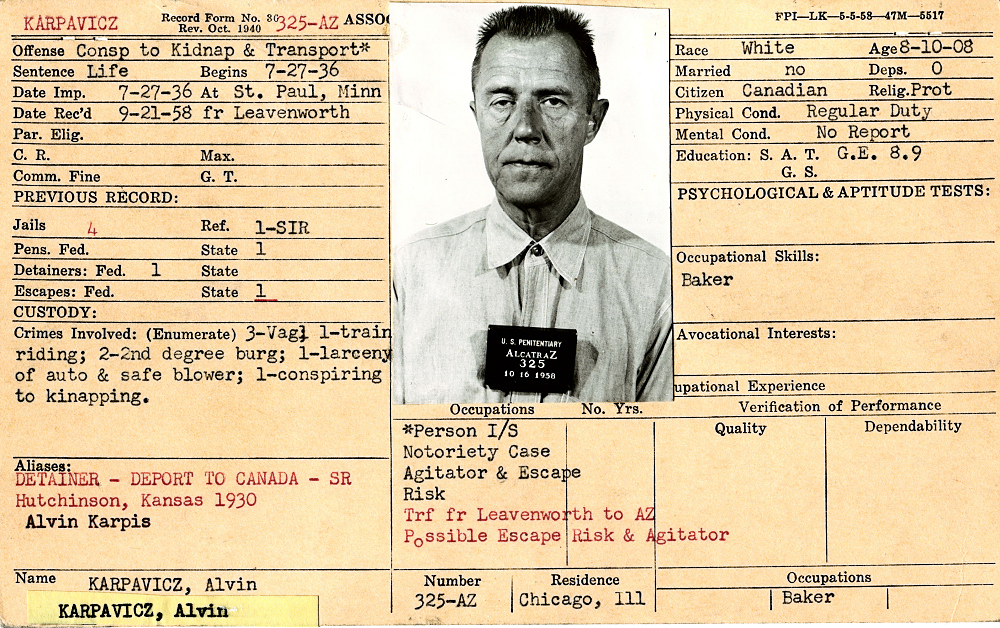 KARPAVICZ
Record Form No. 36
Rev. Oct. 1940
325-AZ ASSOC
FPI—LK—5-5-58—47M—5517
Offense Consp to Kidnap & Transport*
Sentence Life Begins 7-27-36
Date Imp. 7-27-36 At St. Paul, Minn
Date Rec'd 9-21-58 fr Leavenworth
Par. Elig.
C. R. Max.
Comm. Fine G. T.
PREVIOUS RECORD:
Jails 4 Ref. 1-SIR
Pens. Fed. State 1
Detainers: Fed. 1 State
Escapes: Fed. State 1
CUSTODY:
Crimes Involved: (Enumerate) 3-Vag; 1-train
riding; 2-2nd degree burg; 1-larceny
of auto & safe blower; 1-conspiring
to kinapping.
Aliases:
DETAINER - DEPORT TO CANADA - SR
Hutchinson, Kansas 1930
Alvin Karpis
Name KARPAVICZ, Alvin
KARPAVICZ, Alvin
U. S. PENITENTIARY
ALCATRAZ
325
10 16 1958
Race White Age 8-10-08
Married no Deps. 0
Citizen Canadian Relig. Prot
Physical Cond. Regular Duty
Mental Cond. No Report
Education: S. A. T. G.E. 8.9
G. S.
PSYCHOLOGICAL & APTITUDE TESTS:
Occupational Skills:
Baker
Avocational Interests:
upational Experience
Occupations No. Yrs.
Verification of Performance
Quality Dependability
*Person I/S
Notoriety Case
Agitator & Escape
Risk
Trf fr Leavenworth to AZ
Possible Escape Risk & Agitator
Number Residence Occupations
325-AZ Chicago, Ill Baker